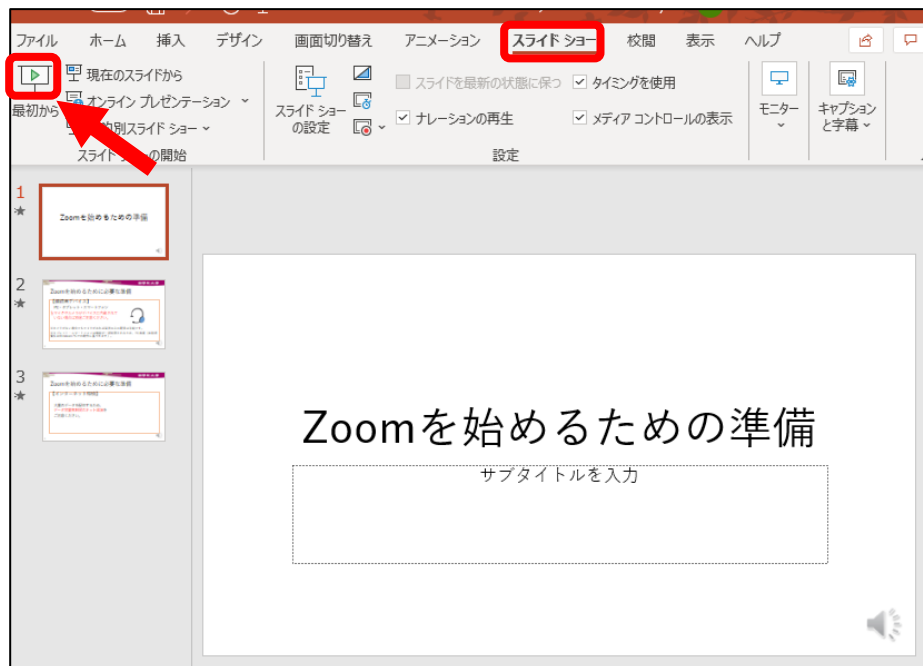 ファイル ホーム 挿入 デザイン 画面切り替え アニメーション スライド ショー 校閲 表示 ヘルプ
現在のスライドから
最初から
オンライン プレゼンテーション
別スライド ショー
スライド
の開始
スライド ショー
の設定
スライドを最新の状態に保つ
タイミングを使用
ナレーションの再生
メディア コントロールの表示
設定
モニター
キャプション
と字幕
1
Zoomを始めるための準備
2
Zoomを始めるために必要な準備
3
Zoomを始めるために必要な準備
Zoomを始めるための準備
サブタイトルを入力